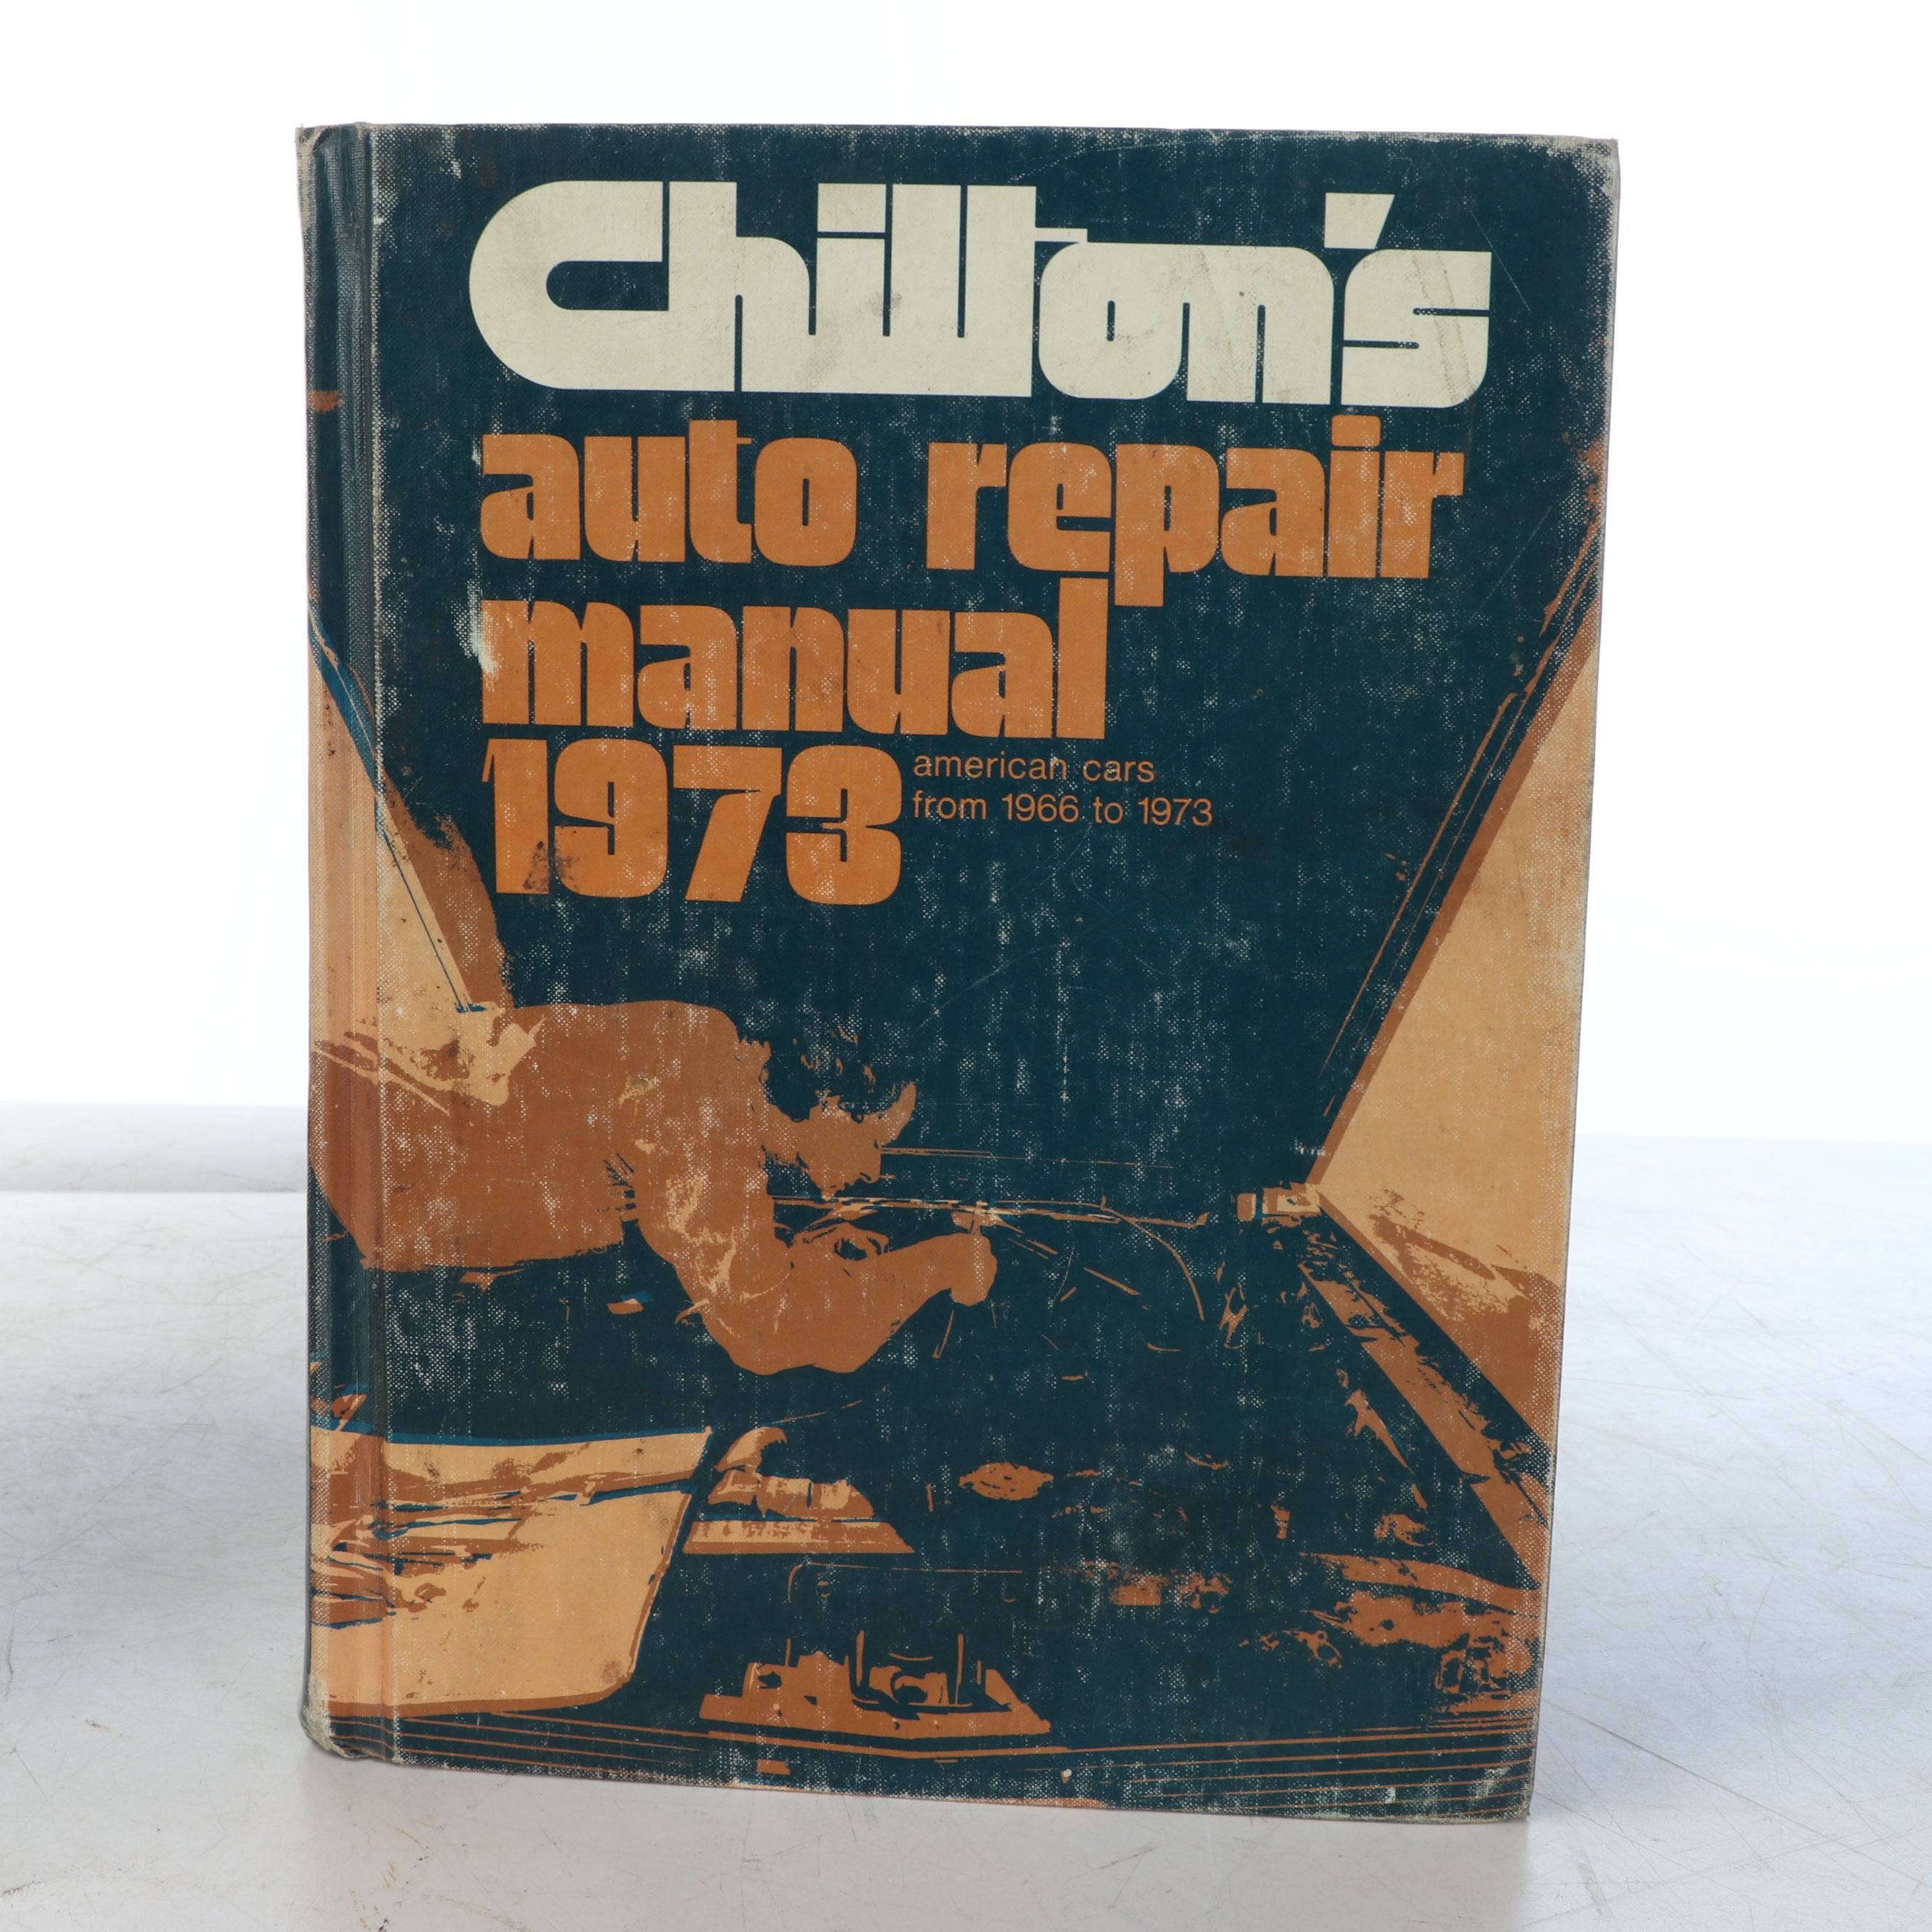 Chilton's
auto repair
manual
1973
american cars
from 1966 to 1973